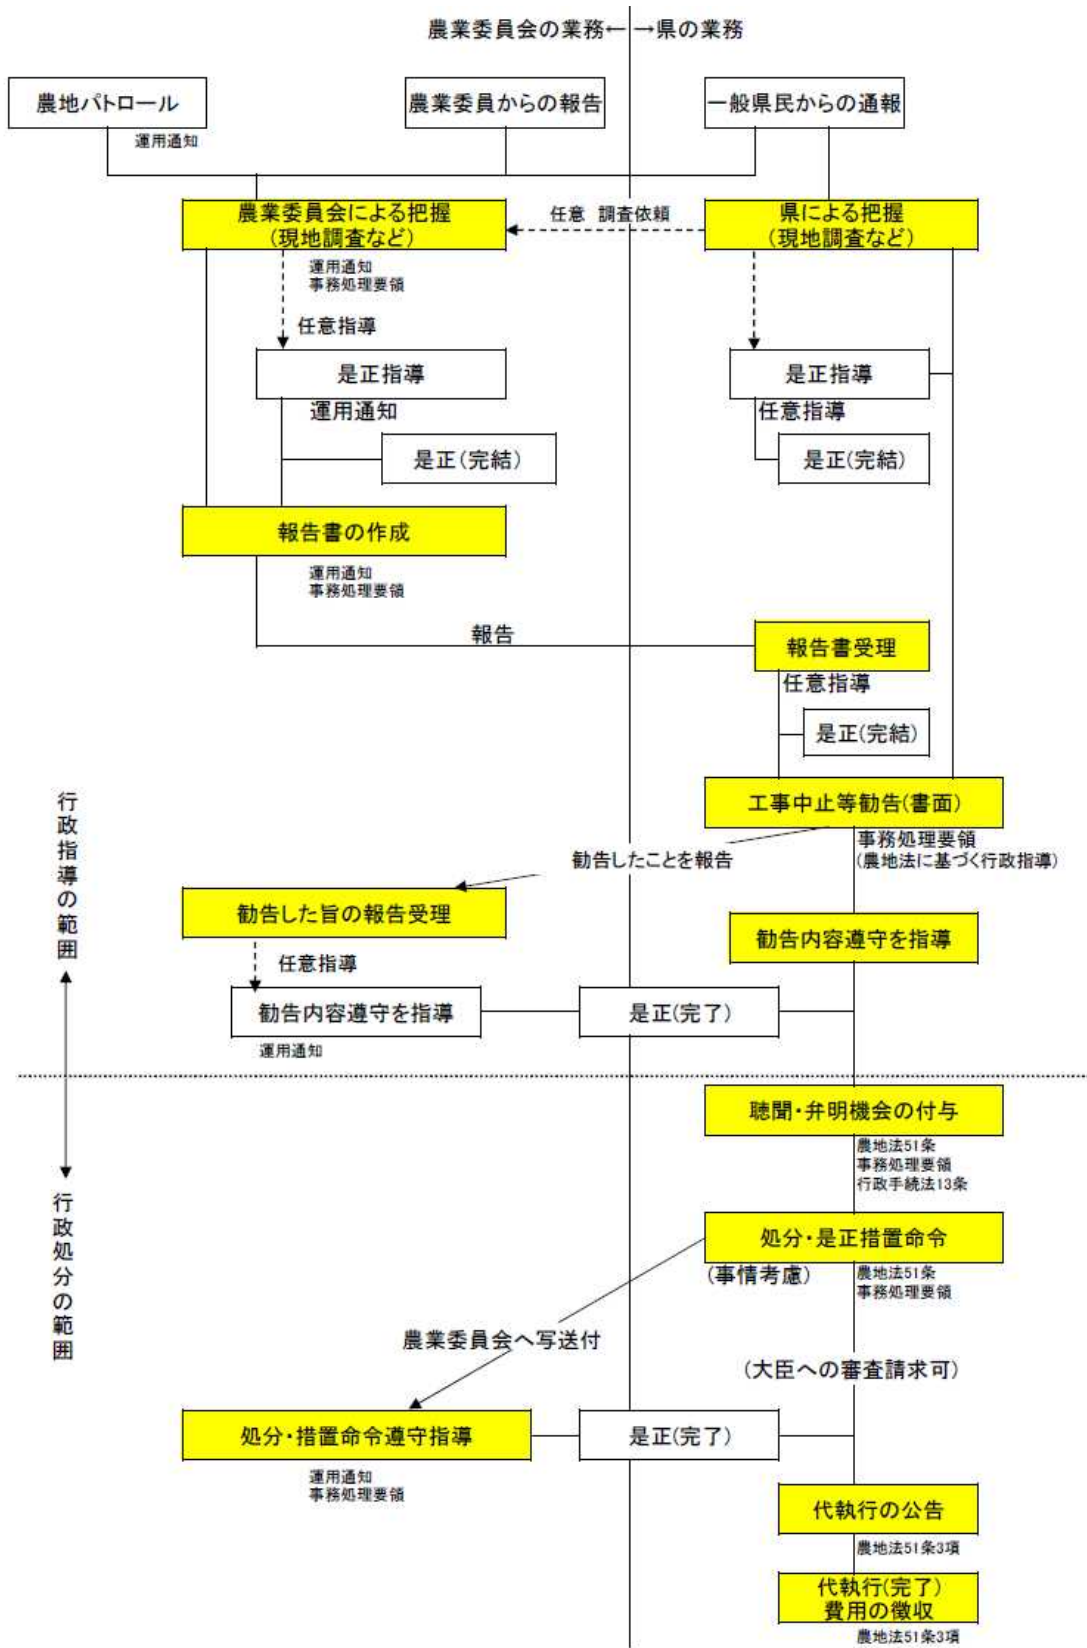 農業委員会の業務←→県の業務
農地パトロール
農業委員からの報告
一般県民からの通報
運用通知
農業委員会による把握
(現地調査など)
任意 調査依頼
県による把握
(現地調査など)
運用通知
事務処理要領
任意指導
是正指導
是正指導
運用通知
任意指導
是正(完結)
是正(完結)
報告書の作成
運用通知
事務処理要領
報告
報告書受理
任意指導
是正(完結)
工事中止等勧告(書面)
事務処理要領
(農地法に基づく行政指導)
勧告したことを報告
勧告した旨の報告受理
勧告内容遵守を指導
任意指導
勧告内容遵守を指導
是正(完了)
運用通知
行政指導の範囲
行政処分の範囲
聴聞・弁明機会の付与
農地法51条
事務処理要領
行政手続法13条
処分・是正措置命令
(事情考慮)
農地法51条
事務処理要領
農業委員会へ写送付
(大臣への審査請求可)
処分・措置命令遵守指導
是正(完了)
運用通知
事務処理要領
代執行の公告
農地法51条3項
代執行(完了)
費用の徴収
農地法51条3項